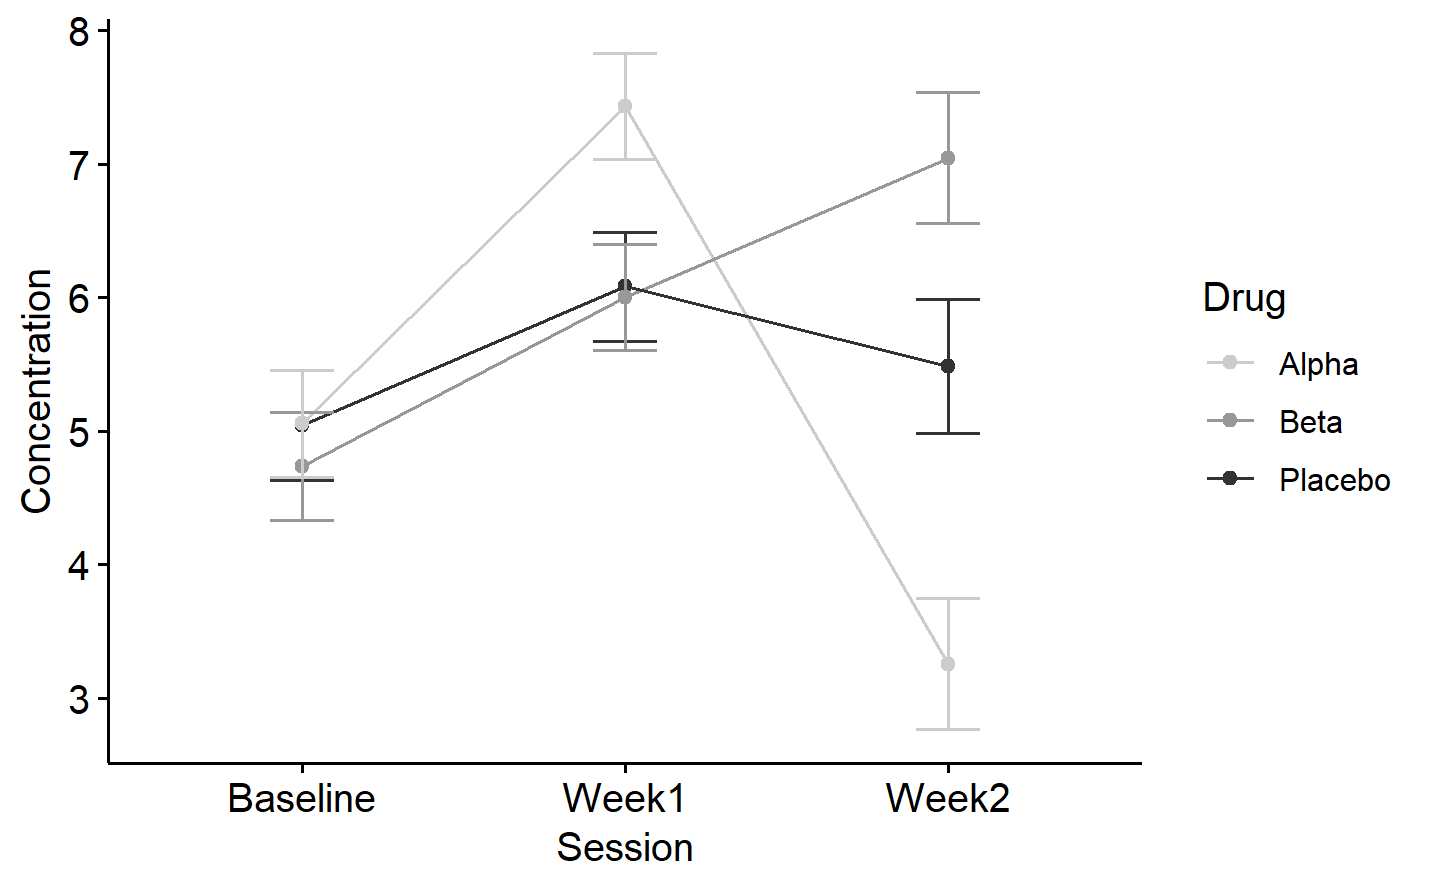 Concentration
8
7
6
5
4
3
Baseline
Week1
Week2
Session
Drug
Alpha
Beta
Placebo